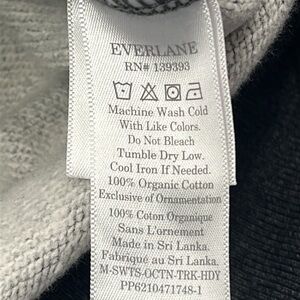 EVERLANE
RN# 139393
Machine Wash Cold
With Like Colors.
Do Not Bleach
Tumble Dry Low.
Cool Iron If Needed.
100% Organic Cotton
Exclusive of Ornamentation
100% Coton Organique
Sans L'ornement
Made in Sri Lanka.
Fabriqué au Sri Lanka.
M-SWTS-OCTN-TRK-HDY
PP6210471748-1